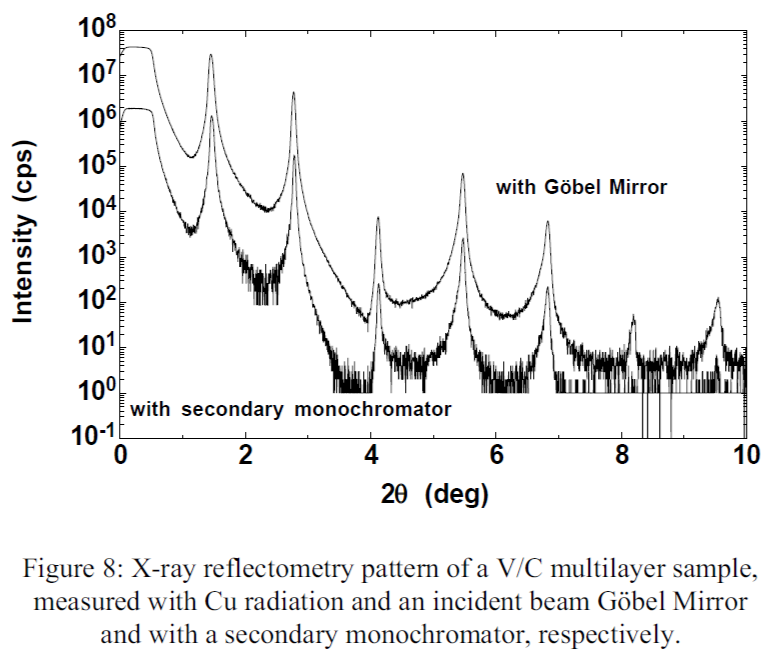 10⁸
10⁷
10⁶
10⁵
10⁴
10³
10²
10¹
10⁰
10⁻¹
Intensity (cps)
with Göbel Mirror
with secondary monochromator
0 2 4 6 8 10
2θ (deg)
Figure 8: X-ray reflectometry pattern of a V/C multilayer sample,
measured with Cu radiation and an incident beam Göbel Mirror
and with a secondary monochromator, respectively.